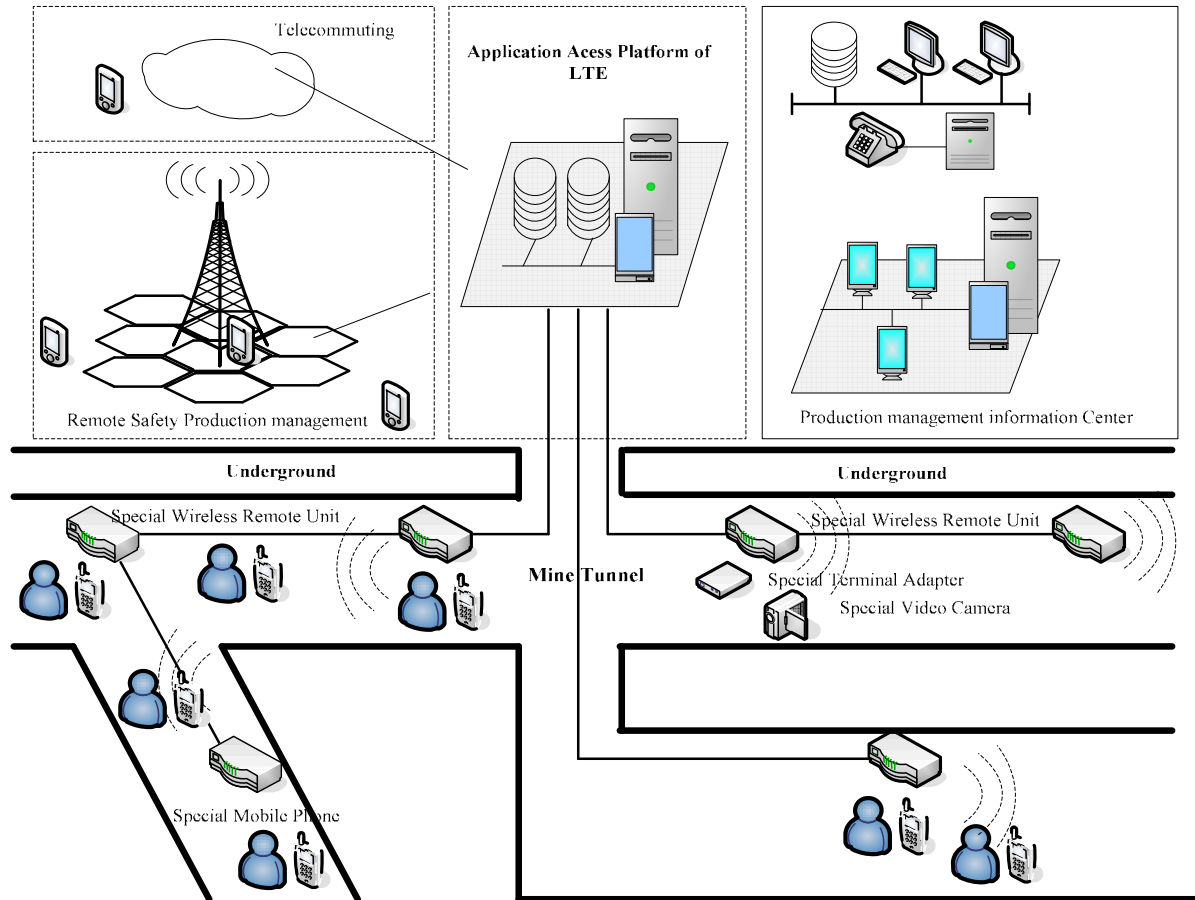 Telecommuting
Application Acess Platform of
LTE
Remote Safety Production management
Production management information Center
Underground
Underground
Special Wireless Remote Unit
Special Wireless Remote Unit
Mine Tunnel
Special Terminal Adapter
Special Video Camera
Special Mobile Phone